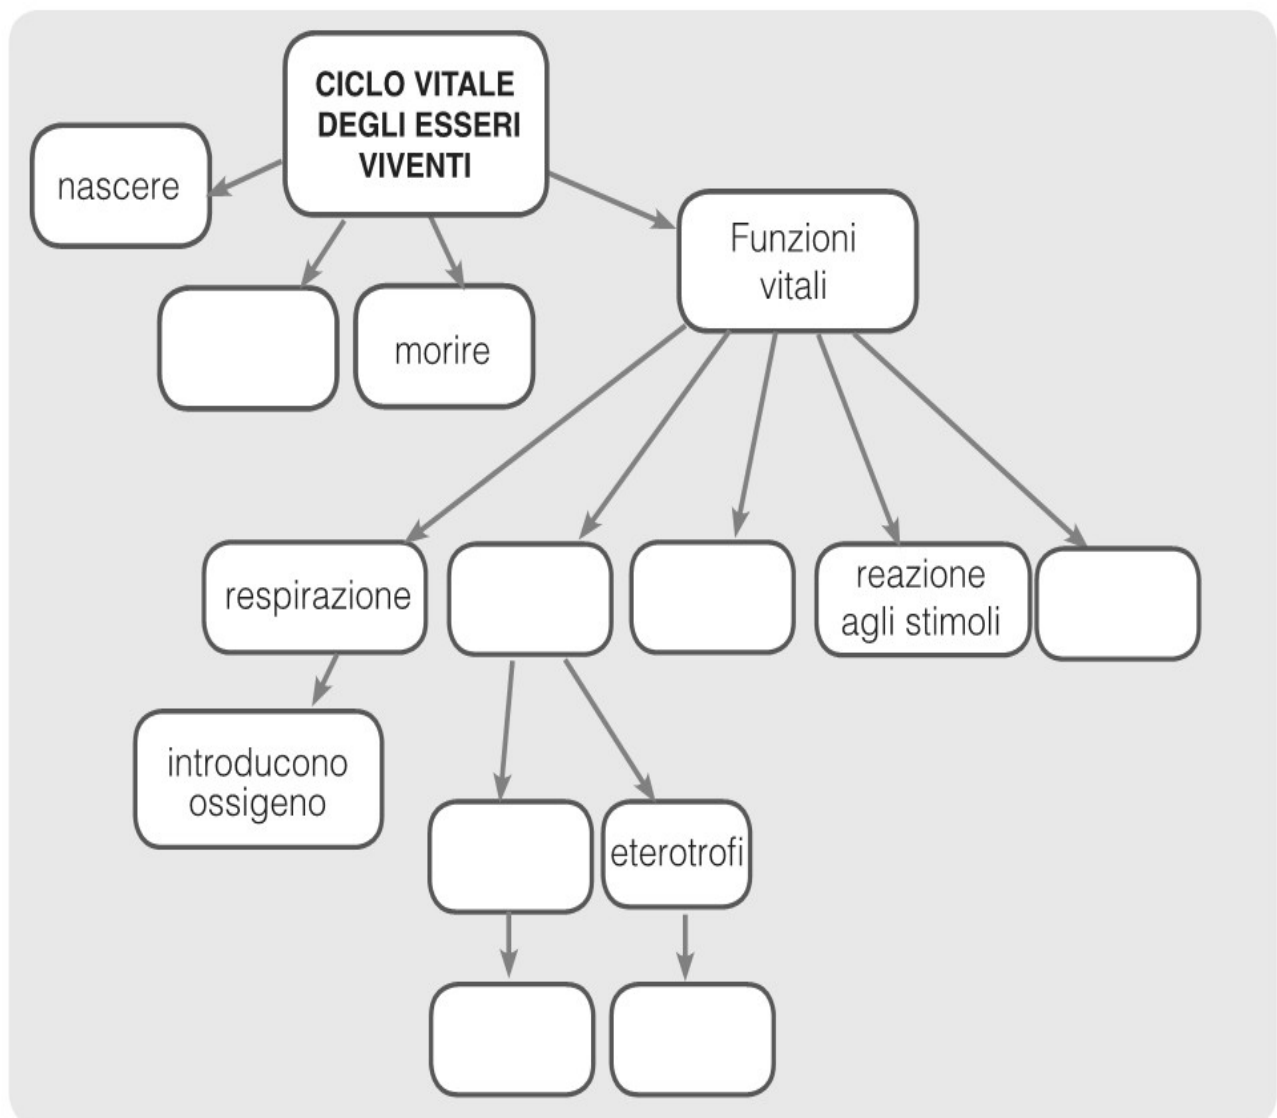 CICLO VITALE
DEGLI ESSERI
VIVENTI
nascere
Funzioni
vitali
morire
respirazione
reazione
agli stimoli
introducono
ossigeno
eterotrofi